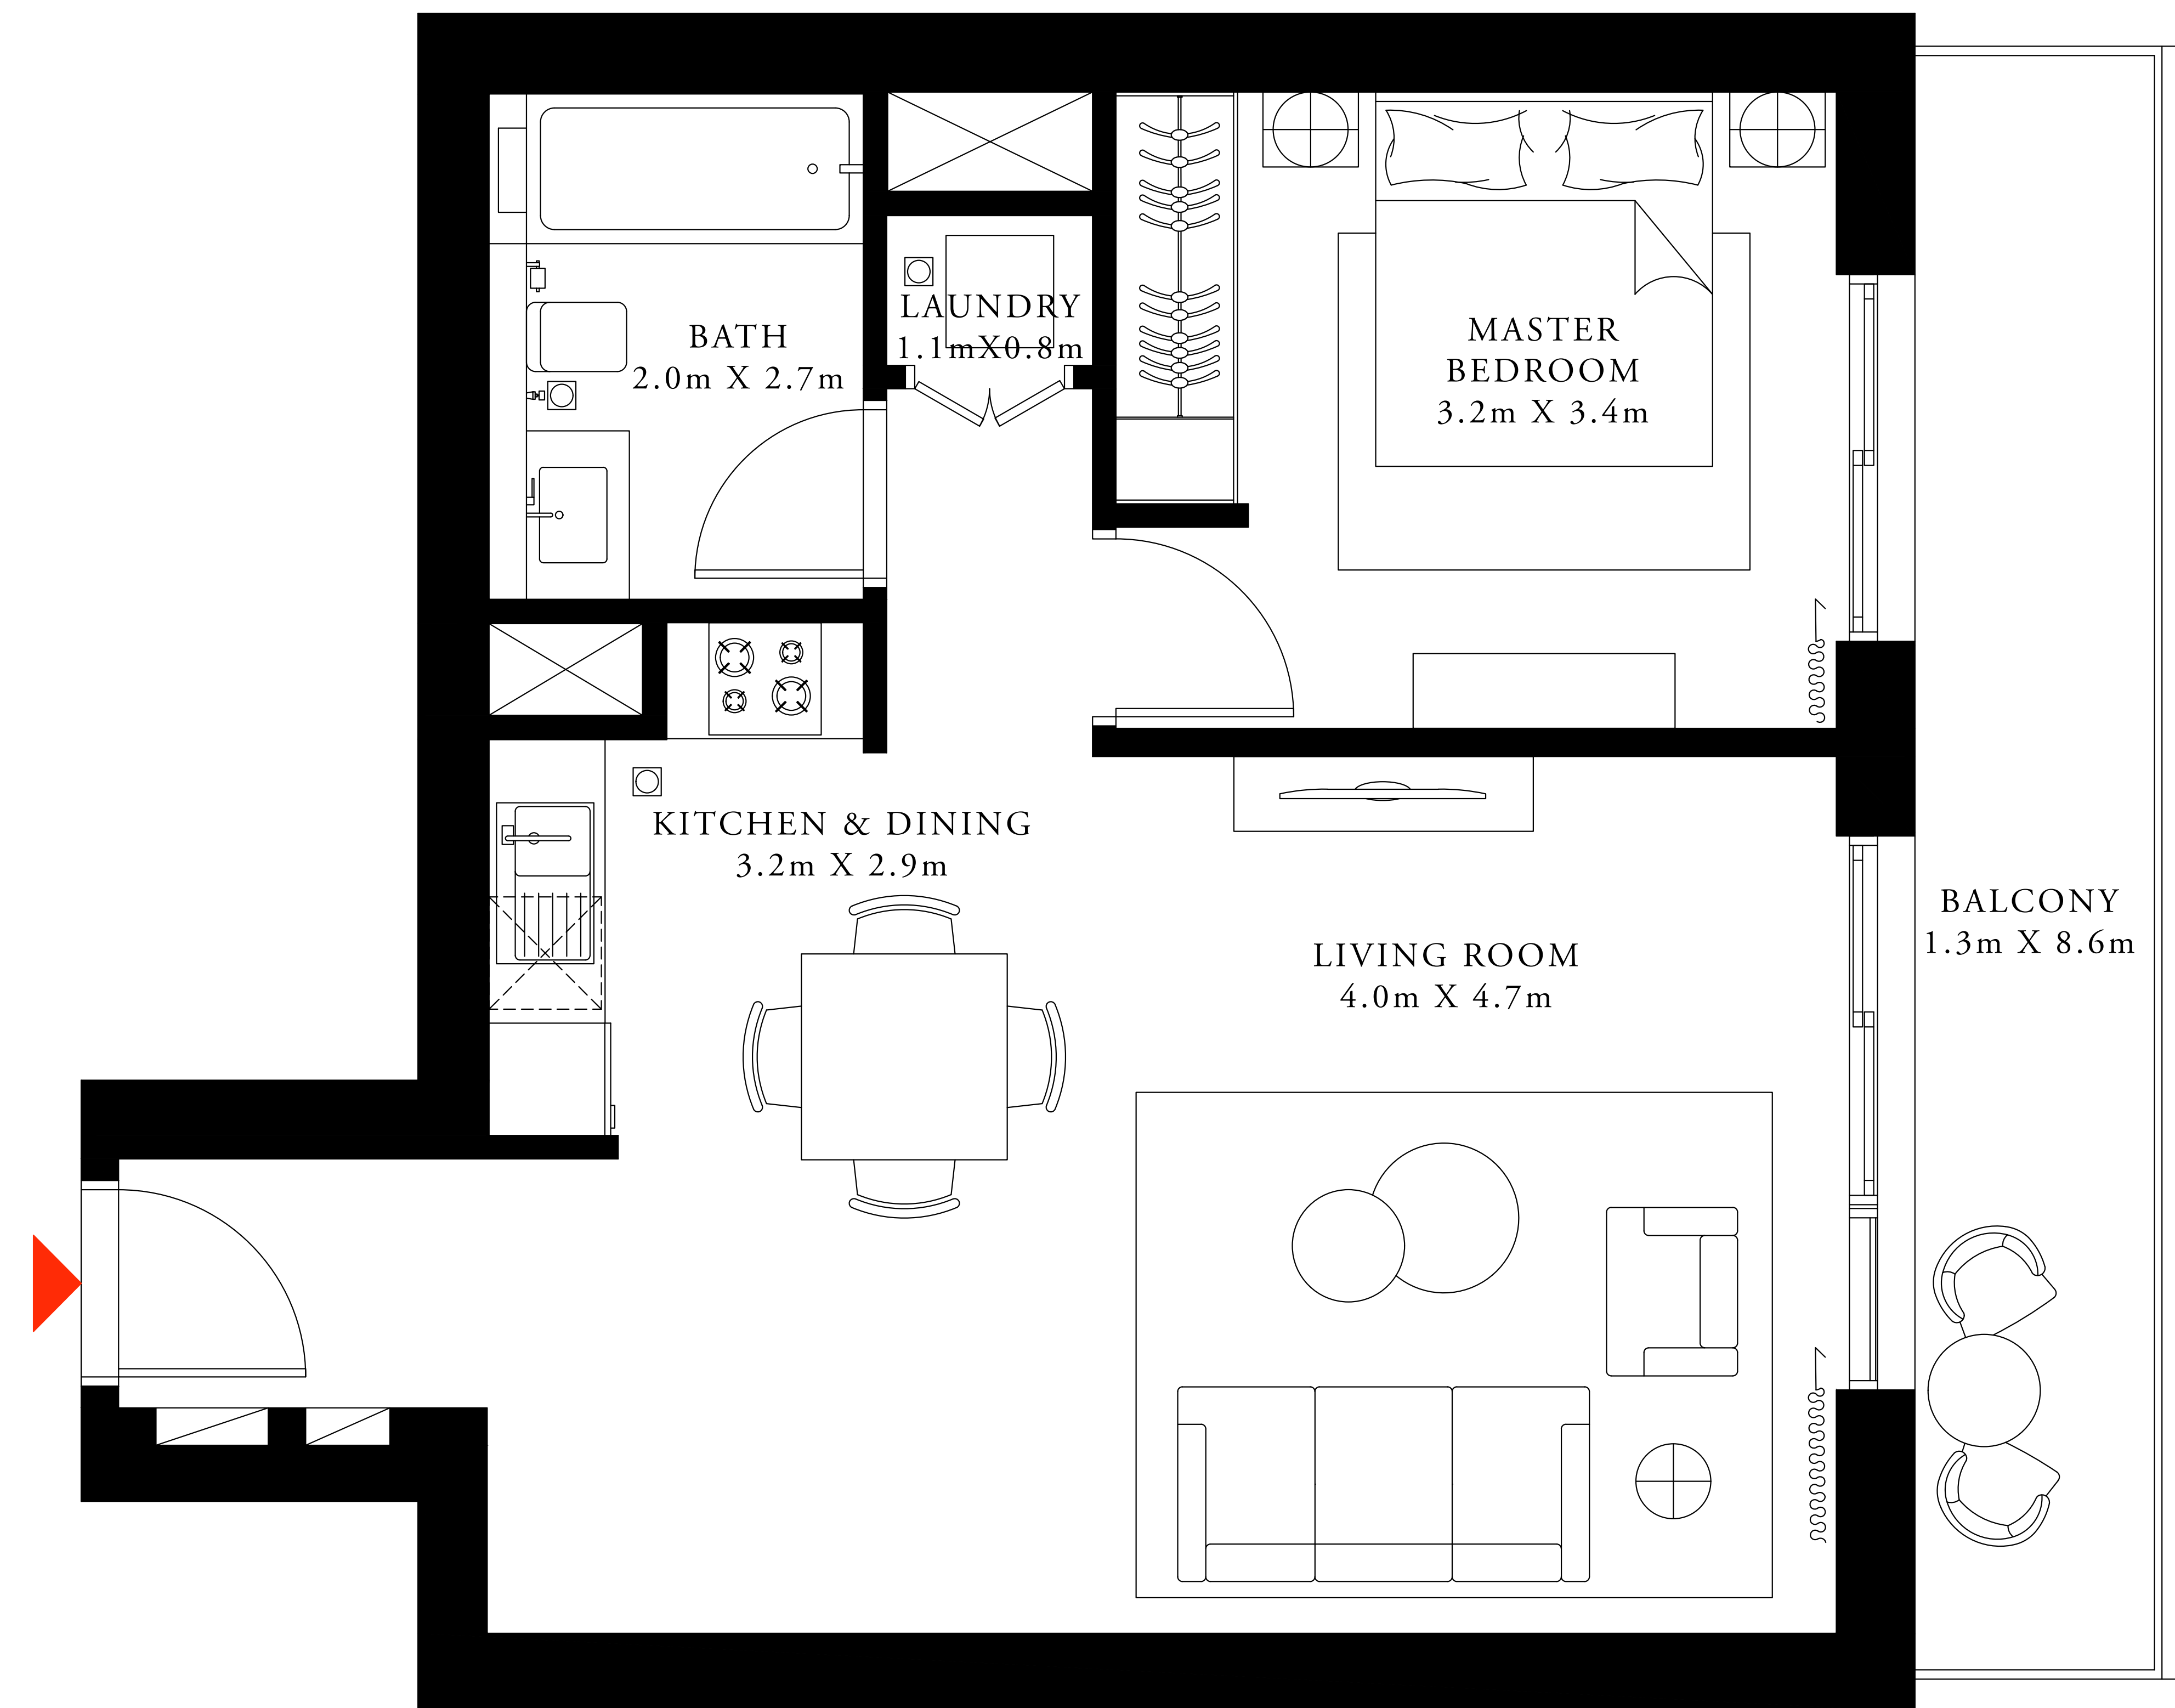 LAUNDRY
1.1mX0.8m
BATH
2.0m X 2.7m
MASTER
BEDROOM
3.2m X 3.4m
KITCHEN & DINING
3.2m X 2.9m
LIVING ROOM
4.0m X 4.7m
BALCONY
1.3m X 8.6m